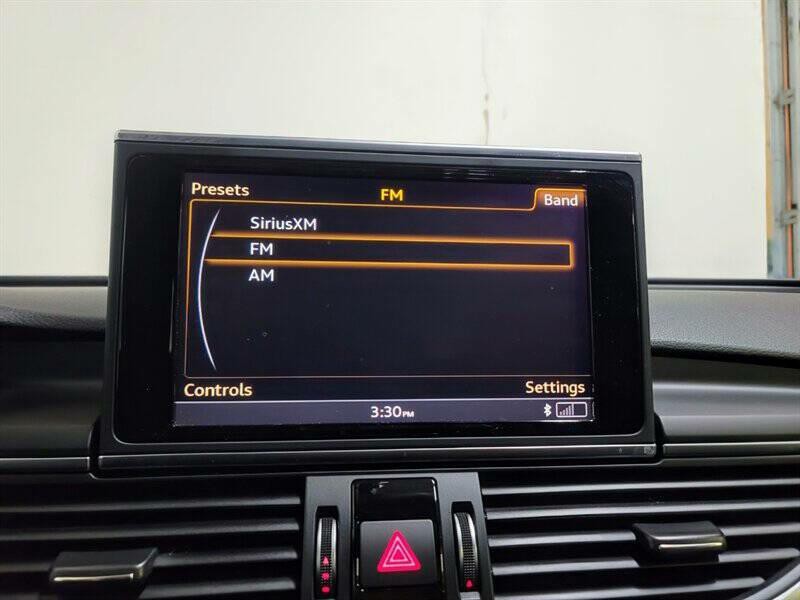 Presets
FM
Band
SiriusXM
FM
AM
Controls
Settings
3:30PM